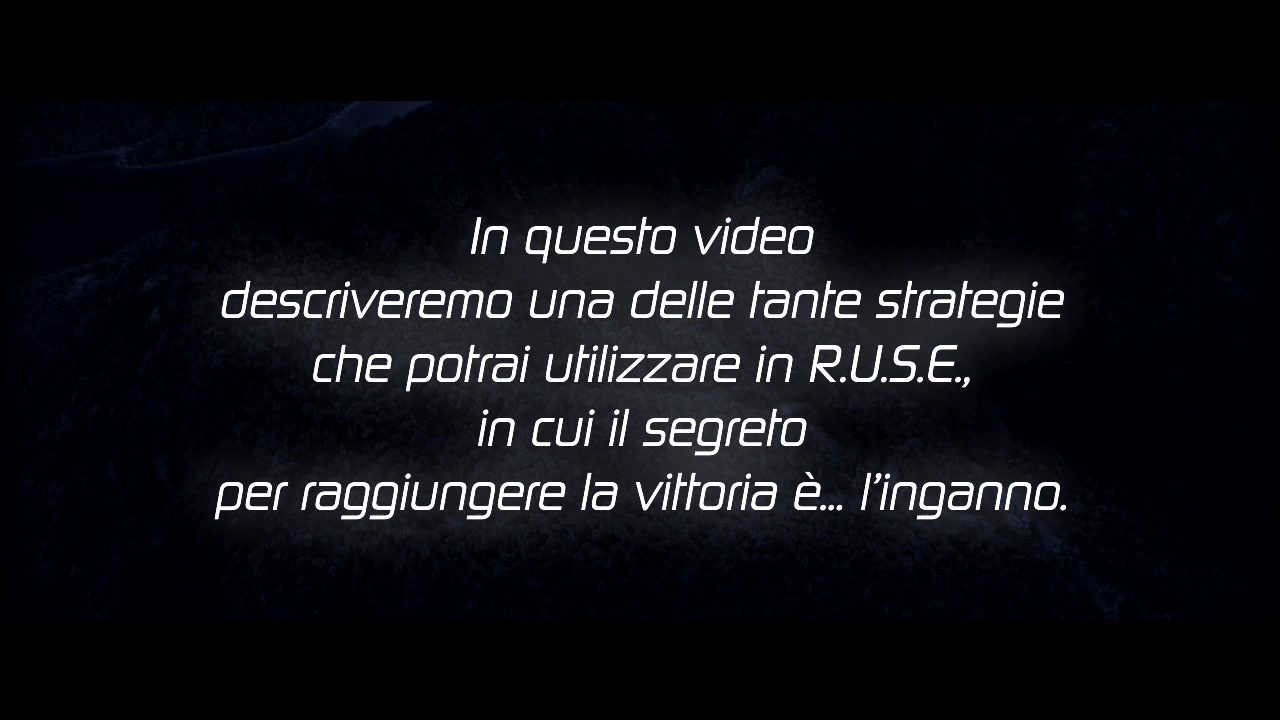 In questo video
descriveremo una delle tante strategie
che potrai utilizzare in R.U.S.E.,
in cui il segreto
per raggiungere la vittoria è... l’inganno.